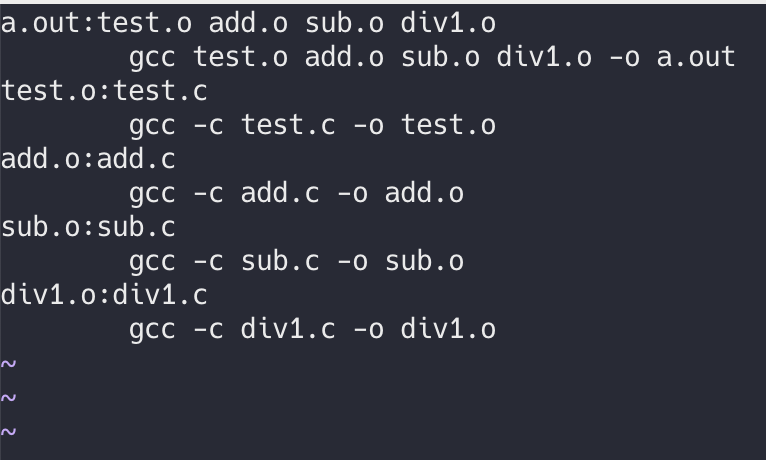 a.out:test.o add.o sub.o div1.o
        gcc test.o add.o sub.o div1.o -o a.out
test.o:test.c
        gcc -c test.c -o test.o
add.o:add.c
        gcc -c add.c -o add.o
sub.o:sub.c
        gcc -c sub.c -o sub.o
div1.o:div1.c
        gcc -c div1.c -o div1.o
~
~
~